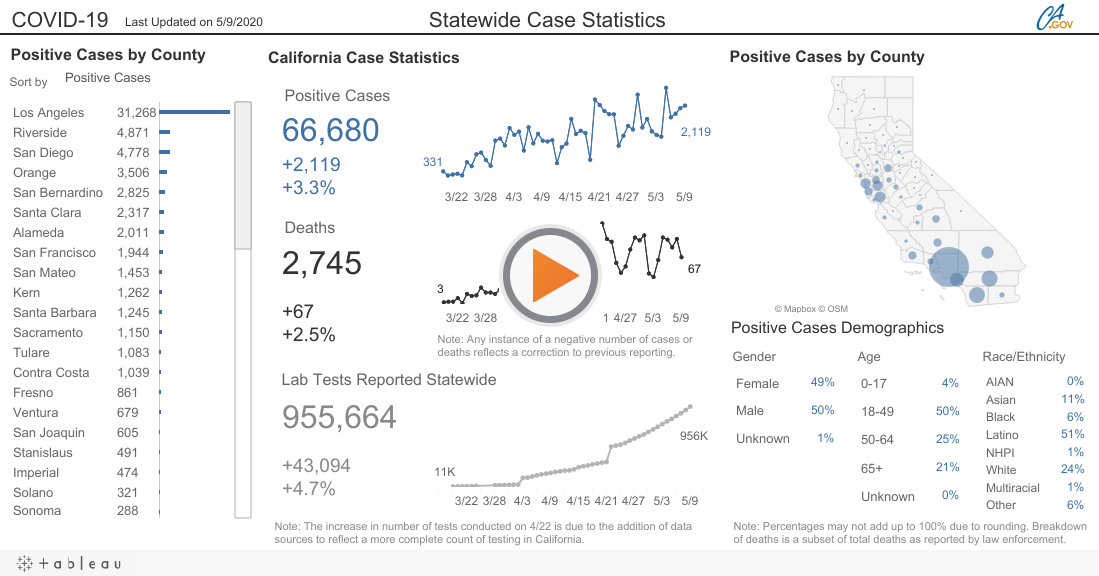 COVID-19 Last Updated on 5/9/2020
Statewide Case Statistics
CA
.GOV
Positive Cases by County
Sort by Positive Cases
Los Angeles 31,268
Riverside 4,871
San Diego 4,778
Orange 3,506
San Bernardino 2,825
Santa Clara 2,317
Alameda 2,011
San Francisco 1,944
San Mateo 1,453
Kern 1,262
Santa Barbara 1,245
Sacramento 1,150
Tulare 1,083
Contra Costa 1,039
Fresno 861
Ventura 679
San Joaquin 605
Stanislaus 491
Imperial 474
Solano 321
Sonoma 288
California Case Statistics
Positive Cases
66,680
+2,119
+3.3%
331
2,119
3/22 3/28 4/3 4/9 4/15 4/21 4/27 5/3 5/9
Deaths
2,745
+67
+2.5%
3
67
3/22 3/28 1 4/27 5/3 5/9
Note: Any instance of a negative number of cases or
deaths reflects a correction to previous reporting.
Lab Tests Reported Statewide
955,664
+43,094
+4.7%
11K
956K
3/22 3/28 4/3 4/9 4/15 4/21 4/27 5/3 5/9
Note: The increase in number of tests conducted on 4/22 is due to the addition of data
sources to reflect a more complete count of testing in California.
Positive Cases by County
© Mapbox © OSM
Positive Cases Demographics
Gender
Female 49%
Male 50%
Unknown 1%
Age
0-17 4%
18-49 50%
50-64 25%
65+ 21%
Unknown 0%
Race/Ethnicity
AIAN 0%
Asian 11%
Black 6%
Latino 51%
NHPI 1%
White 24%
Multiracial 1%
Other 6%
Note: Percentages may not add up to 100% due to rounding. Breakdown
of deaths is a subset of total deaths as reported by law enforcement.
+ableau